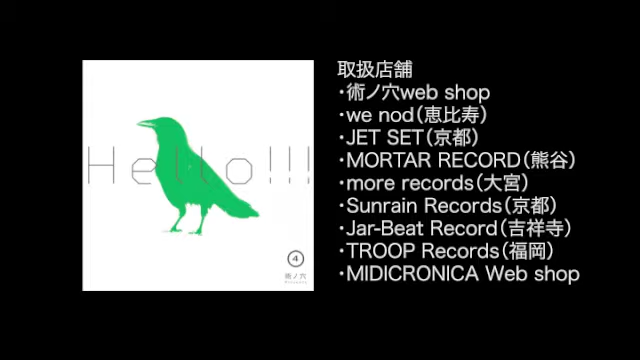 Hello!!!
4
術ノ穴
取扱店舗
・術ノ穴web shop
・we nod（恵比寿）
・JET SET（京都）
・MORTAR RECORD（熊谷）
・more records（大宮）
・Sunrain Records（京都）
・Jar-Beat Record（吉祥寺）
・TROOP Records（福岡）
・MIDICRONICA Web shop